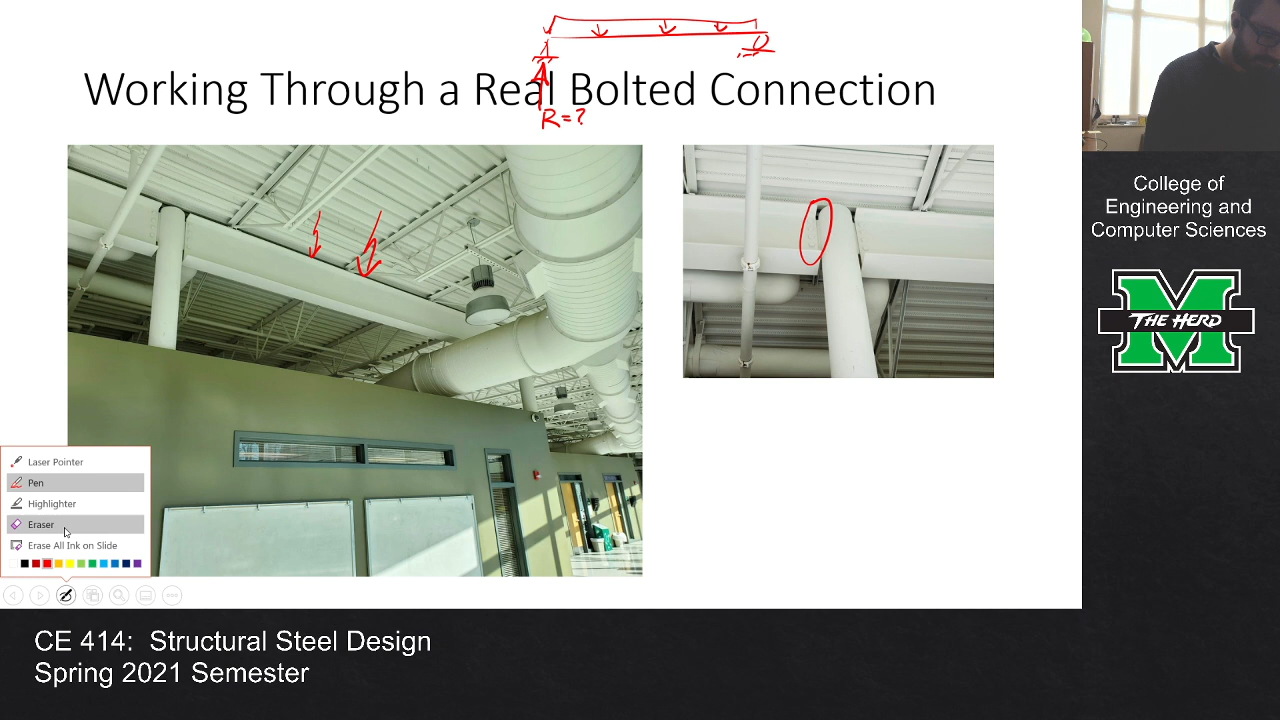 Working Through a Real Bolted Connection
R=?
College of
Engineering and
Computer Sciences
THE HERD
Laser Pointer
Pen
Highlighter
Eraser
Erase All Ink on Slide
CE 414: Structural Steel Design
Spring 2021 Semester